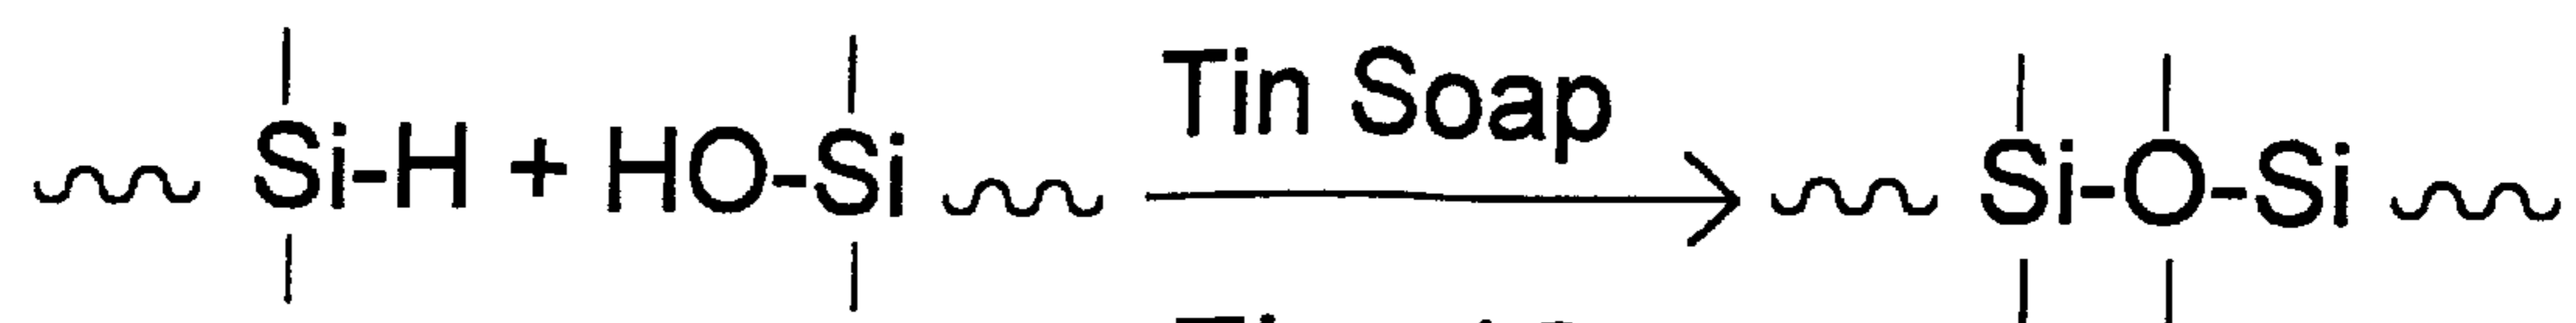 Tin Soap
Si-H + HO-Si Si-O-Si